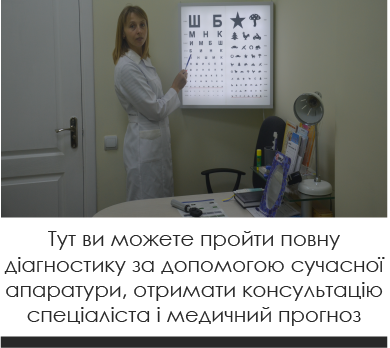 Ш Б
М Н К
Тут ви можете пройти повну
діагностику за допомогою сучасної
апаратури, отримати консультацію
спеціаліста і медичний прогноз